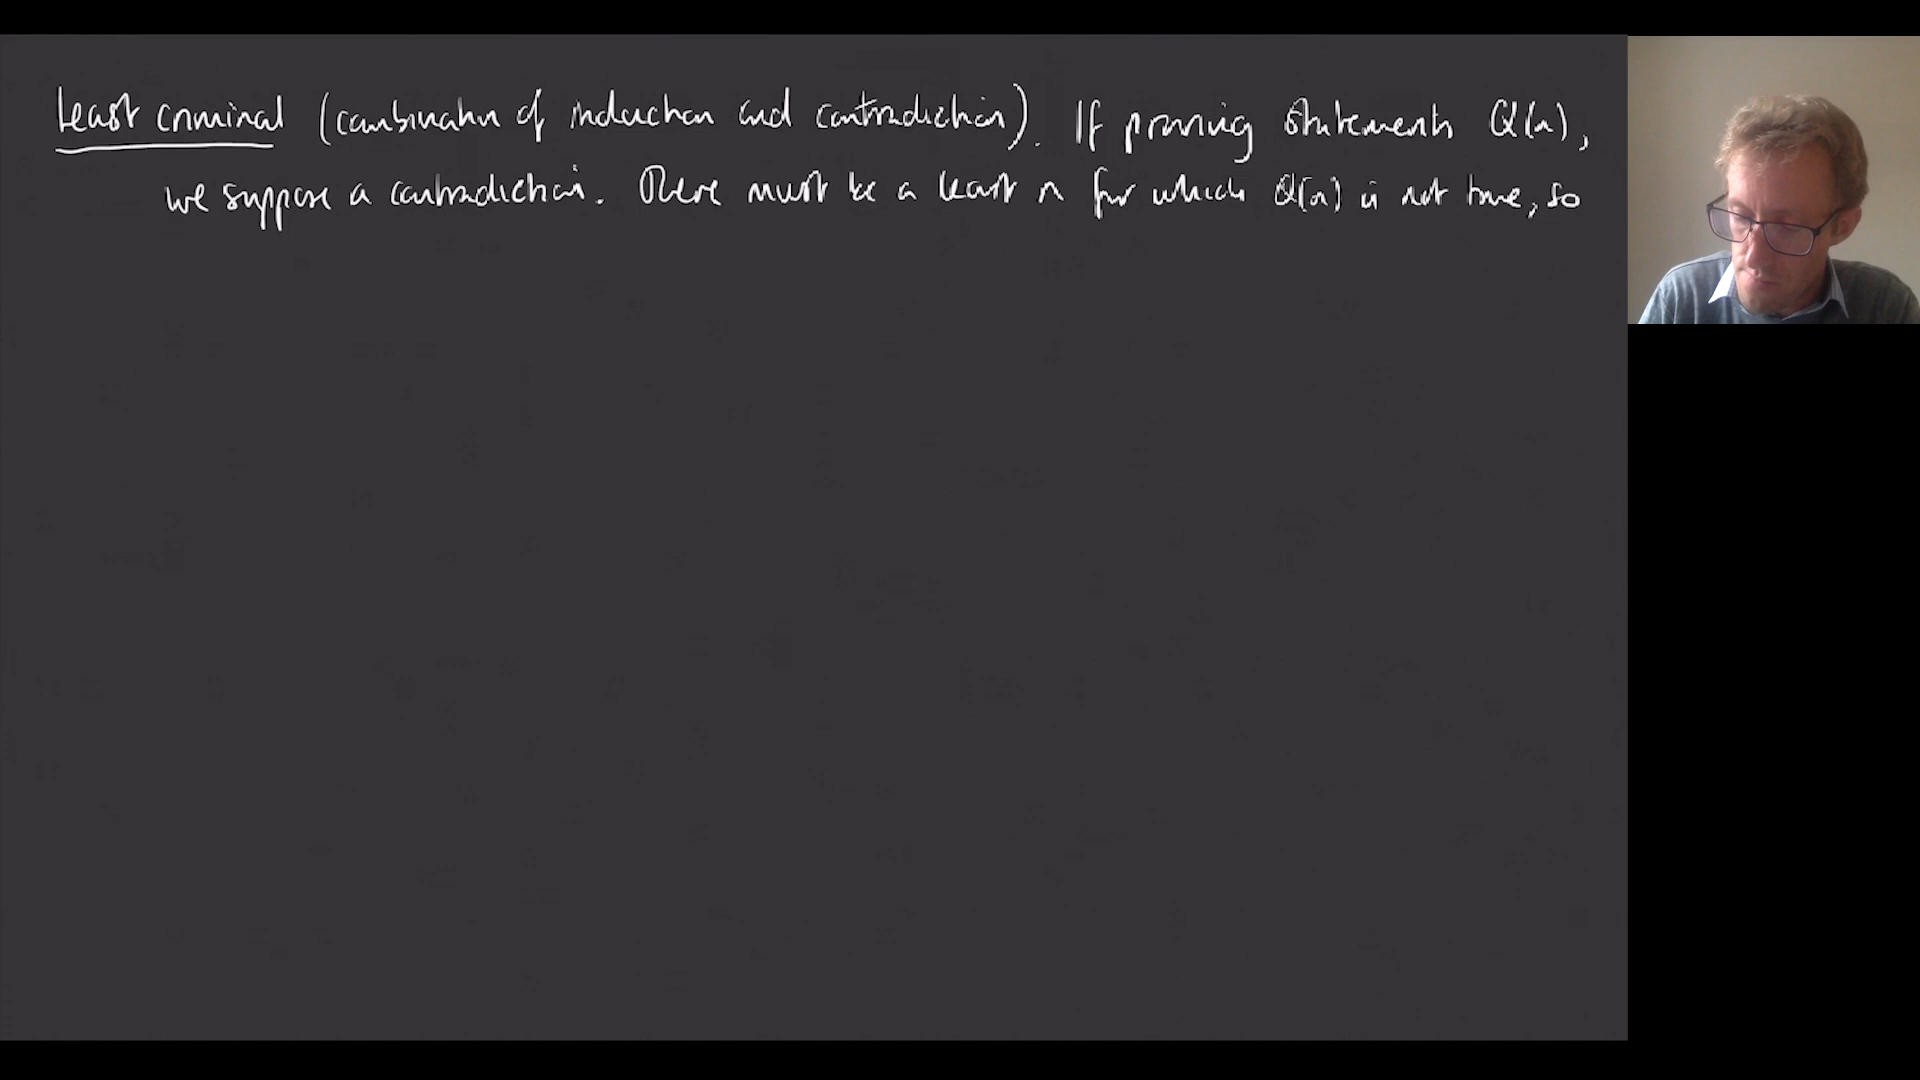 Least criminal (combination of induction and contradiction). If proving statements Q(n),
we suppose a contradiction. There must be a least n for which Q(n) is not true, so